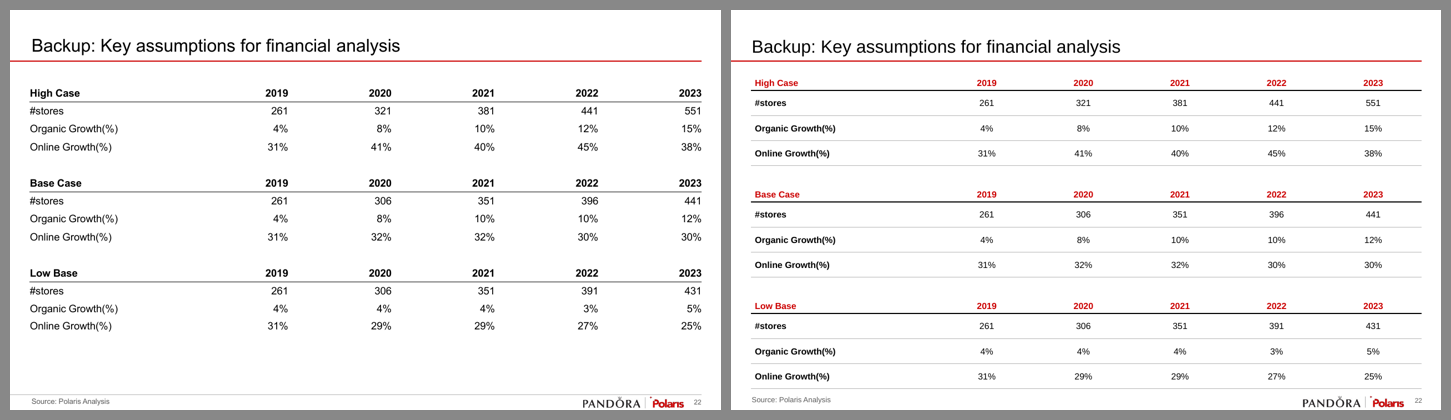 Backup: Key assumptions for financial analysis
High Case 2019 2020 2021 2022 2023
#stores 261 321 381 441 551
Organic Growth(%) 4% 8% 10% 12% 15%
Online Growth(%) 31% 41% 40% 45% 38%
Base Case 2019 2020 2021 2022 2023
#stores 261 306 351 396 441
Organic Growth(%) 4% 8% 10% 10% 12%
Online Growth(%) 31% 32% 32% 30% 30%
Low Base 2019 2020 2021 2022 2023
#stores 261 306 351 391 431
Organic Growth(%) 4% 4% 4% 3% 5%
Online Growth(%) 31% 29% 29% 27% 25%
Source: Polaris Analysis PANDÖRA Polaris 22
Backup: Key assumptions for financial analysis
High Case 2019 2020 2021 2022 2023
#stores 261 321 381 441 551
Organic Growth(%) 4% 8% 10% 12% 15%
Online Growth(%) 31% 41% 40% 45% 38%
Base Case 2019 2020 2021 2022 2023
#stores 261 306 351 396 441
Organic Growth(%) 4% 8% 10% 10% 12%
Online Growth(%) 31% 32% 32% 30% 30%
Low Base 2019 2020 2021 2022 2023
#stores 261 306 351 391 431
Organic Growth(%) 4% 4% 4% 3% 5%
Online Growth(%) 31% 29% 29% 27% 25%
Source: Polaris Analysis PANDÖRA Polaris 22